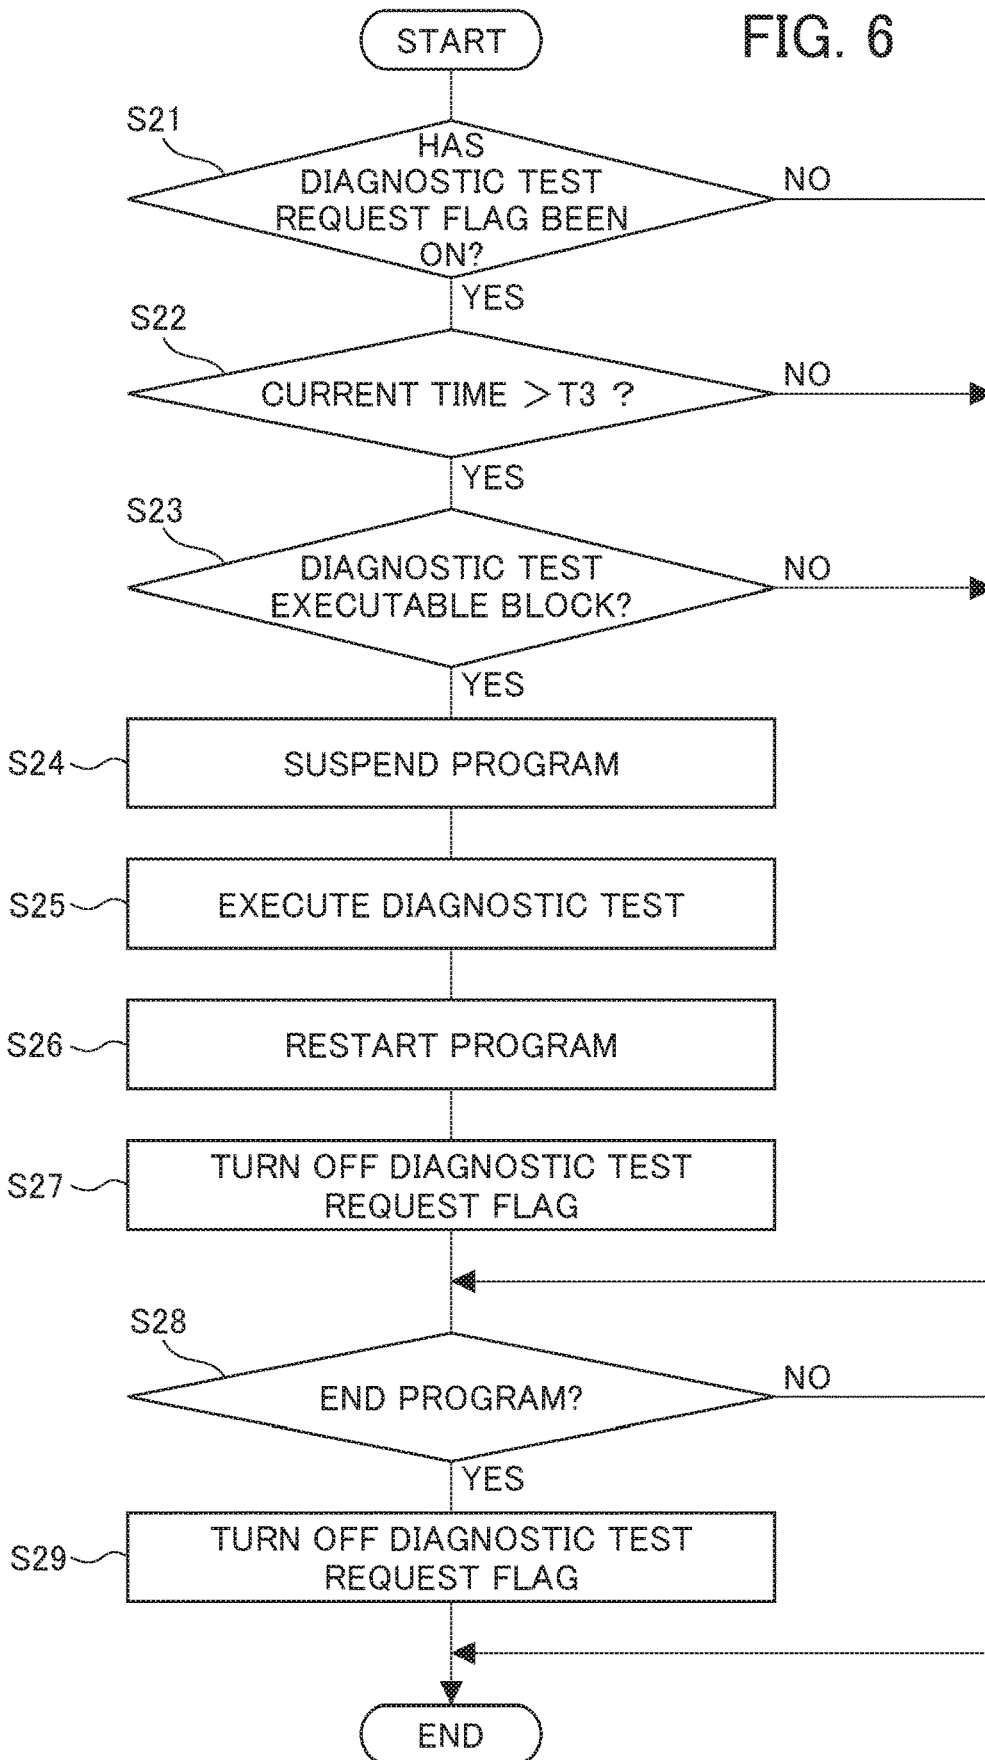 FIG. 6
START
S21
HAS
DIAGNOSTIC TEST
REQUEST FLAG BEEN
ON?
NO
YES
S22
CURRENT TIME > T3 ?
NO
YES
S23
DIAGNOSTIC TEST
EXECUTABLE BLOCK?
NO
YES
S24
SUSPEND PROGRAM
S25
EXECUTE DIAGNOSTIC TEST
S26
RESTART PROGRAM
S27
TURN OFF DIAGNOSTIC TEST
REQUEST FLAG
S28
END PROGRAM?
NO
YES
S29
TURN OFF DIAGNOSTIC TEST
REQUEST FLAG
END